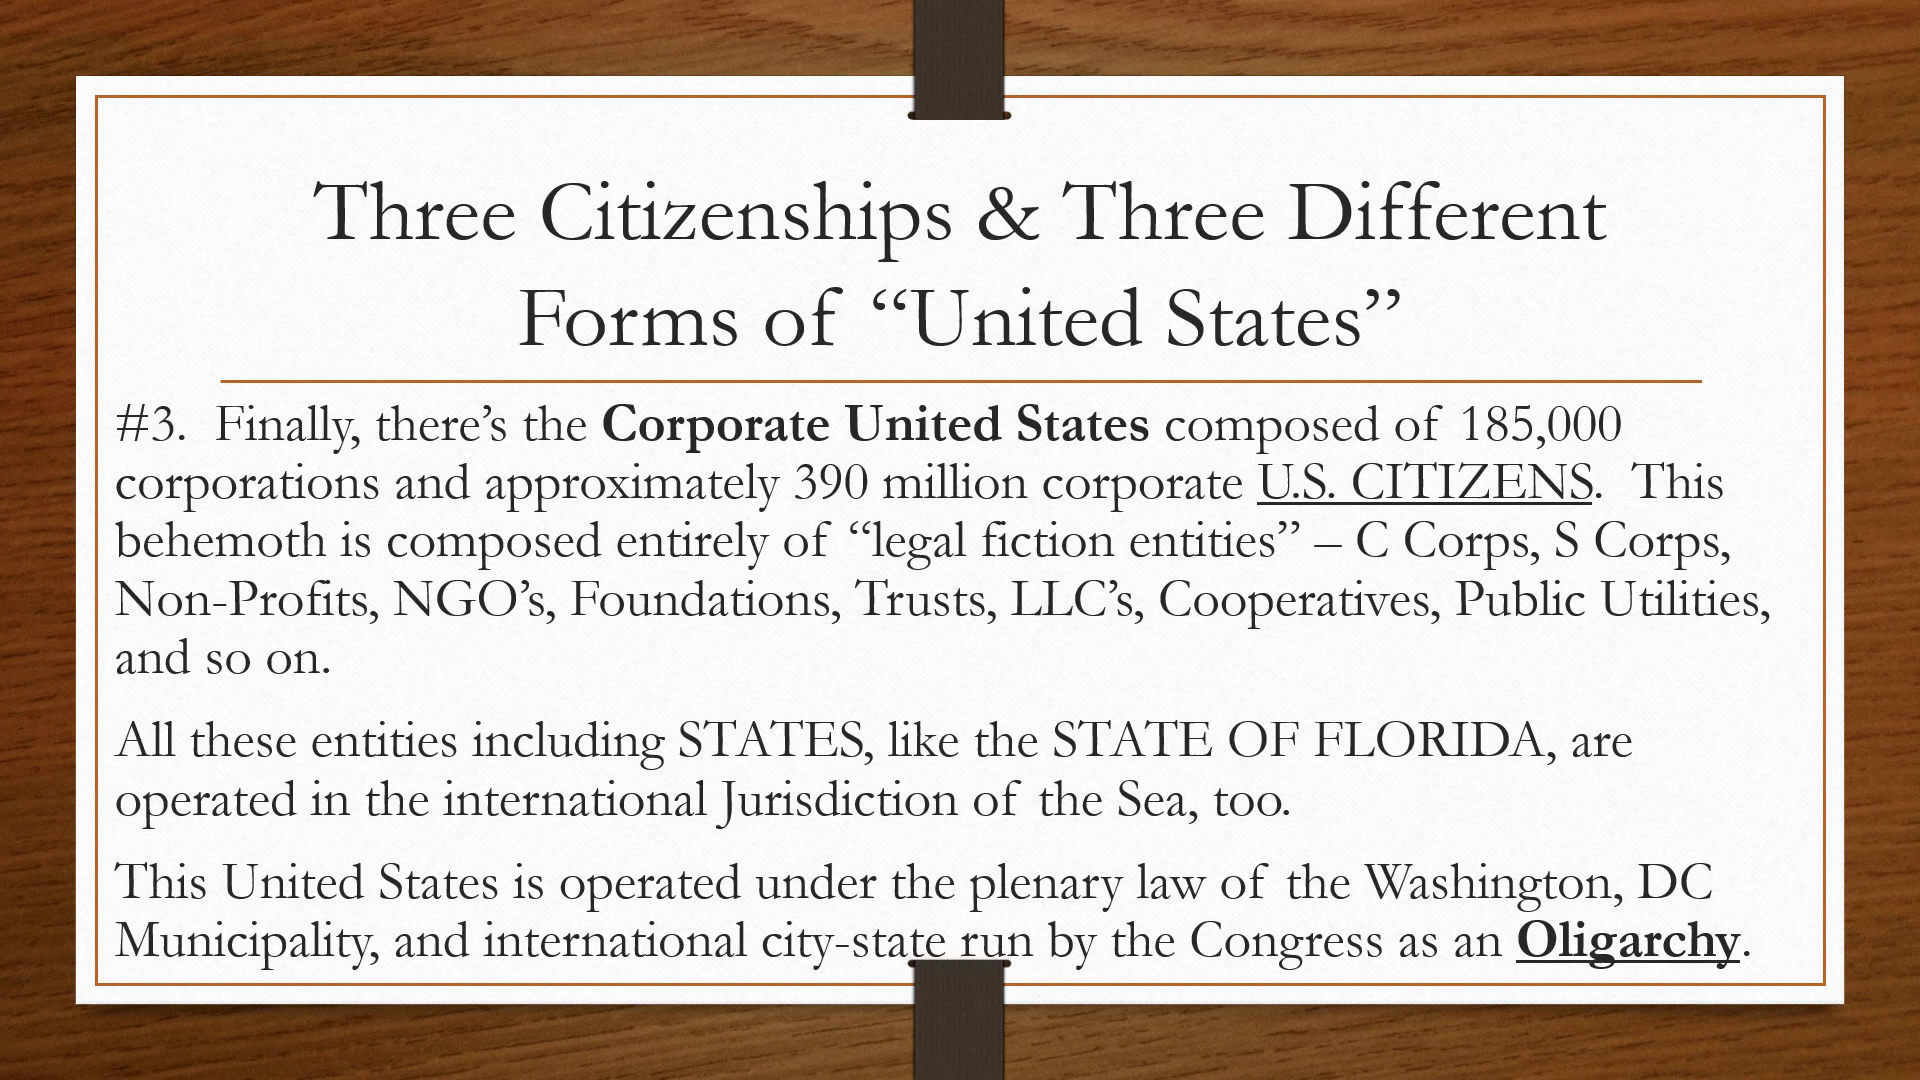 Three Citizenships & Three Different
Forms of “United States”
#3.  Finally, there’s the Corporate United States composed of 185,000
corporations and approximately 390 million corporate U.S. CITIZENS.  This
behemoth is composed entirely of “legal fiction entities” – C Corps, S Corps,
Non-Profits, NGO’s, Foundations, Trusts, LLC’s, Cooperatives, Public Utilities,
and so on.
All these entities including STATES, like the STATE OF FLORIDA, are
operated in the international Jurisdiction of the Sea, too.
This United States is operated under the plenary law of the Washington, DC
Municipality, and international city-state run by the Congress as an Oligarchy.